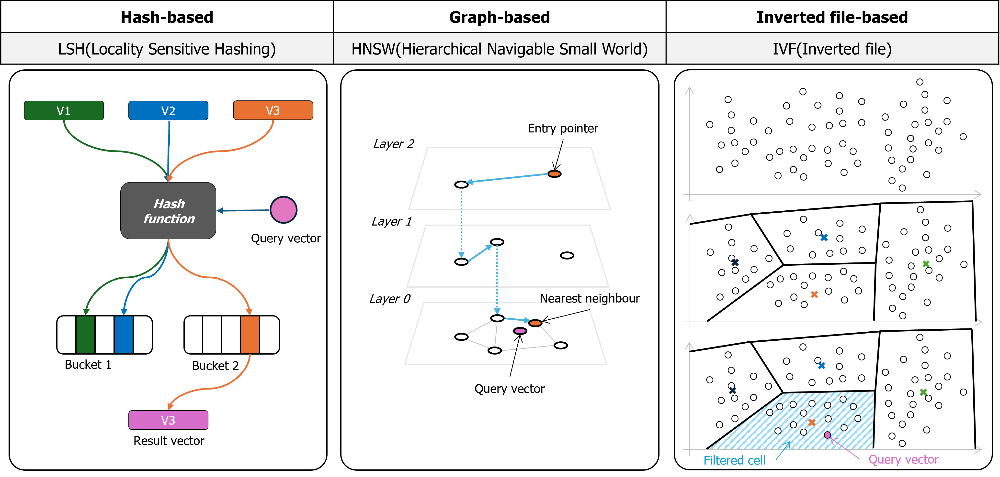 Hash-based
Graph-based
Inverted file-based
LSH(Locality Sensitive Hashing)
HNSW(Hierarchical Navigable Small World)
IVF(Inverted file)
V1
V2
V3
Hash
function
Query vector
Bucket 1
Bucket 2
V3
Result vector
Entry pointer
Layer 2
Layer 1
Layer 0
Nearest neighbour
Query vector
Filtered cell
Query vector